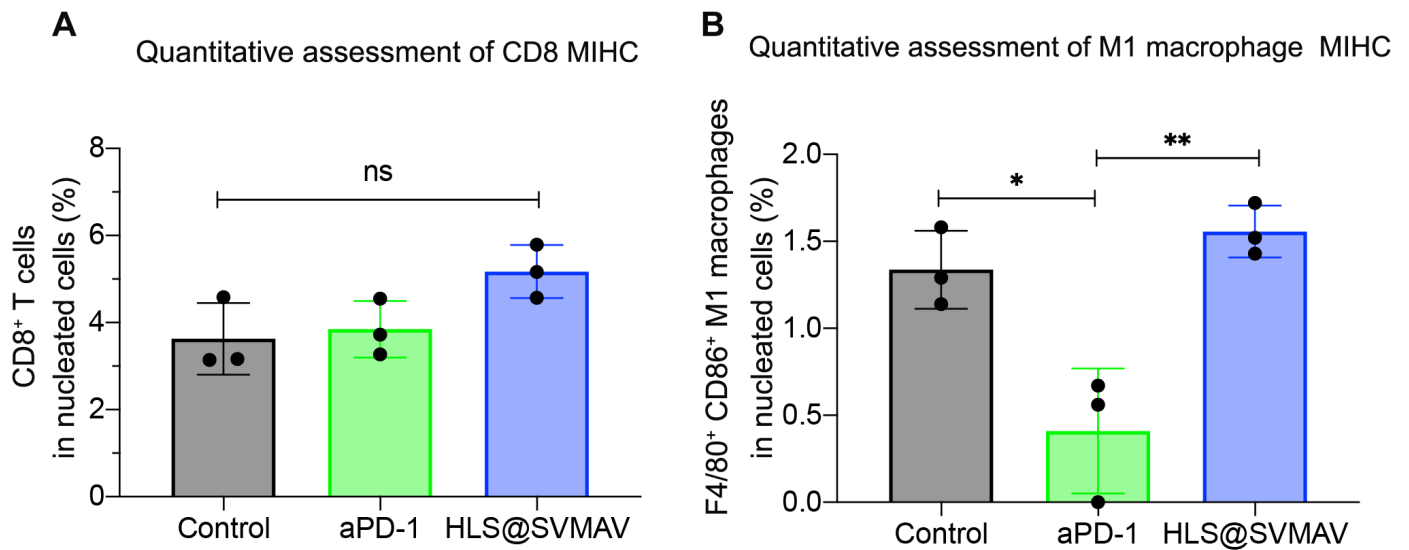 A
Quantitative assessment of CD8 MIHC
CD8⁺ T cells
in nucleated cells (%)
8
6
4
2
0
ns
Control
aPD-1
HLS@SVMAV
B
Quantitative assessment of M1 macrophage MIHC
F4/80⁺ CD86⁺ M1 macrophages
in nucleated cells (%)
2.0
1.5
1.0
0.5
0.0
*
**
Control
aPD-1
HLS@SVMAV